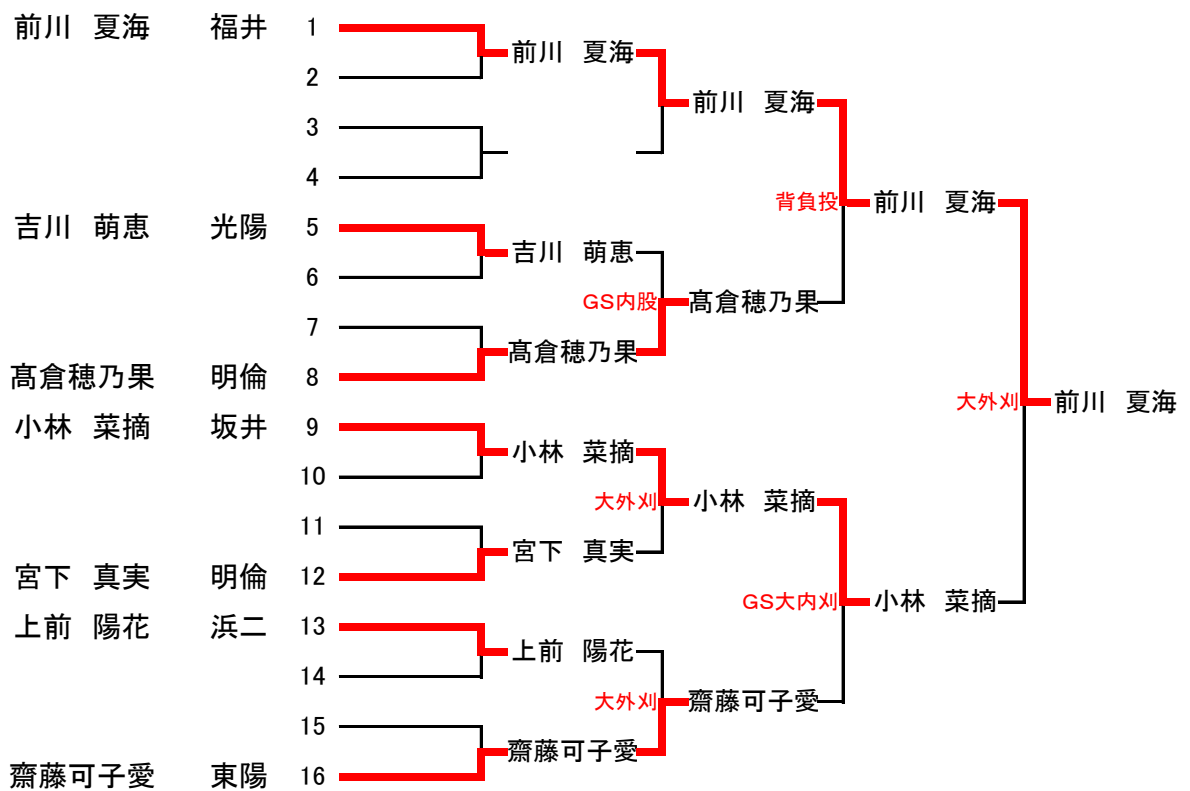 前川　夏海　福井　1
前川　夏海
2
前川　夏海
3
4
背負投　前川　夏海
吉川　萌恵　光陽　5
吉川　萌恵
6
GS内股　髙倉穂乃果
7
髙倉穂乃果
髙倉穂乃果　明倫　8
大外刈　前川　夏海
小林　菜摘　坂井　9
小林　菜摘
10
大外刈　小林　菜摘
11
宮下　真実
宮下　真実　明倫　12
GS大内刈　小林　菜摘
上前　陽花　浜二　13
上前　陽花
14
大外刈　齋藤可子愛
15
齋藤可子愛
齋藤可子愛　東陽　16